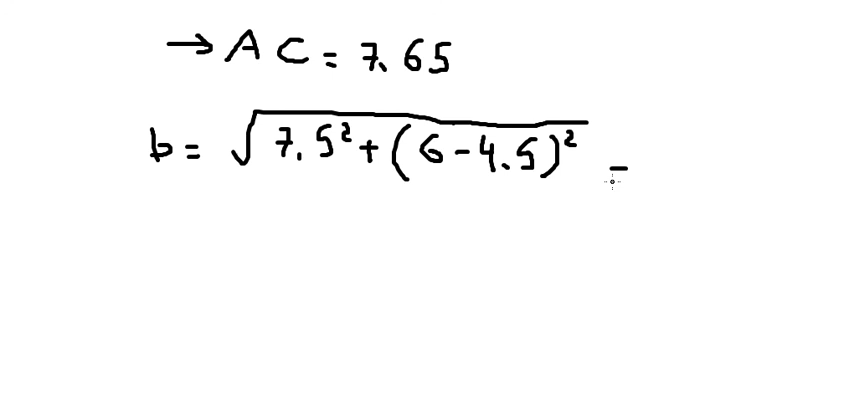 → AC = 7.65
b = √7.5² + (6 - 4.5)² -